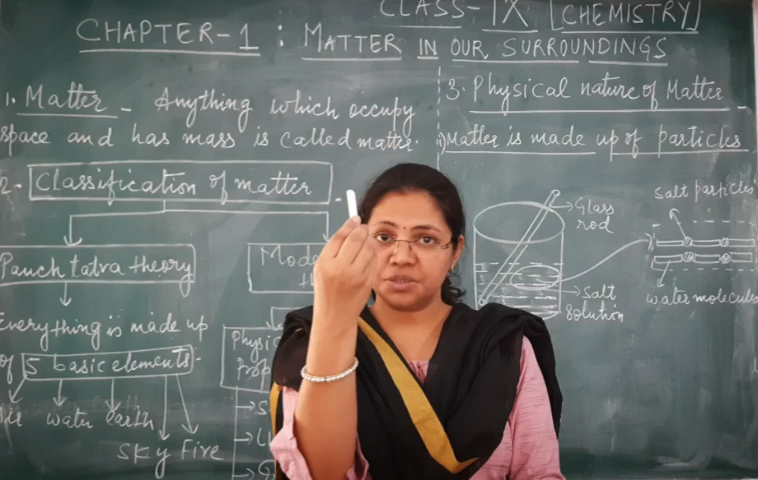 CLASS-IX [CHEMISTRY]
CHAPTER-1 : MATTER IN OUR SURROUNDINGS
1. Matter - Anything which occupy
space and has mass is called matter.
2. Classification of matter
Panch tatva theory
Everything is made up
of 5 basic elements-
water earth
sky Fire
3. Physical nature of Matter
i) Matter is made up of particles
Glass
rod
Salt
solution
Salt particles
water molecules